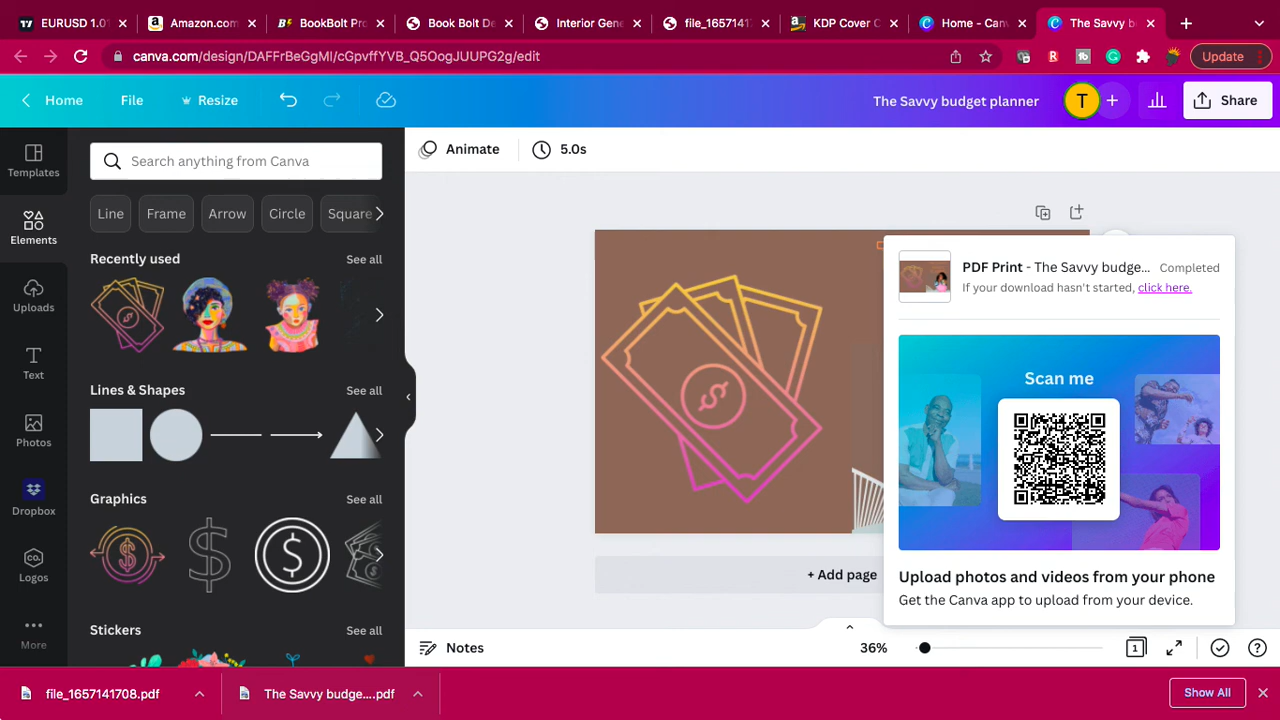 EURUSD 1.01
Amazon.com
BookBolt Pro
Book Bolt De
Interior Gene
file_1657141
KDP Cover C
Home - Can
The Savvy b
canva.com/design/DAFFrBeGgMI/cGpvffYVB_Q5OogJUUPG2g/edit
Update
Home
File
Resize
The Savvy budget planner
T
Share
Templates
Search anything from Canva
Animate
5.0s
Elements
Line
Frame
Arrow
Circle
Square
Recently used
See all
Uploads
PDF Print - The Savvy budge...
Completed
If your download hasn't started, click here.
Text
Lines & Shapes
See all
Scan me
Photos
Dropbox
Graphics
See all
Logos
+ Add page
Upload photos and videos from your phone
Get the Canva app to upload from your device.
More
Stickers
See all
Notes
36%
1
file_1657141708.pdf
The Savvy budge....pdf
Show All